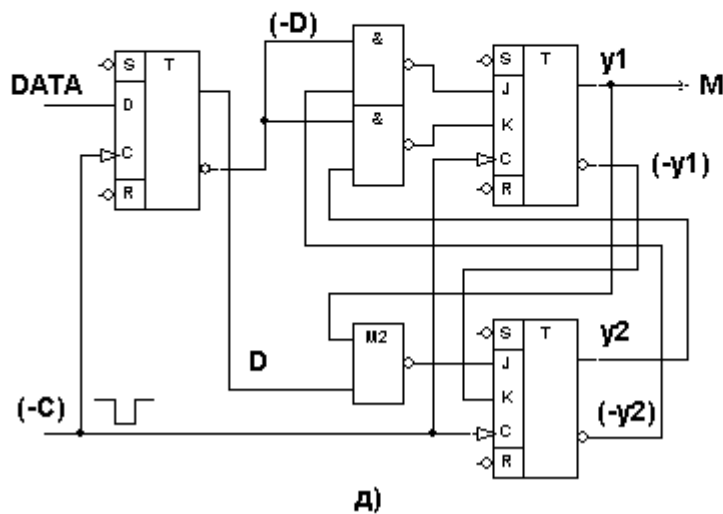 (-D)
DATA
S T
D
C
R
&
&
S T
J
K
C
R
y1
M
(-y1)
M2
D
S T
J
K
C
R
y2
(-y2)
(-C)
д)